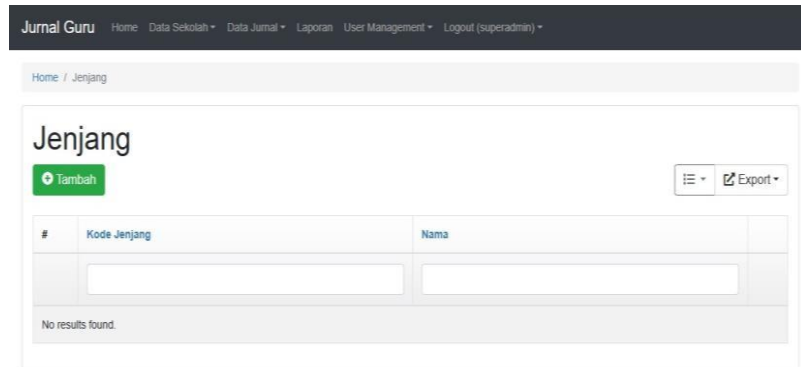 Jurnal Guru Home Data Sekolah Data Jurnal Laporan User Management Logout (superadmin)
Home / Jenjang
Jenjang
Tambah
Export
# Kode Jenjang Nama
No results found.